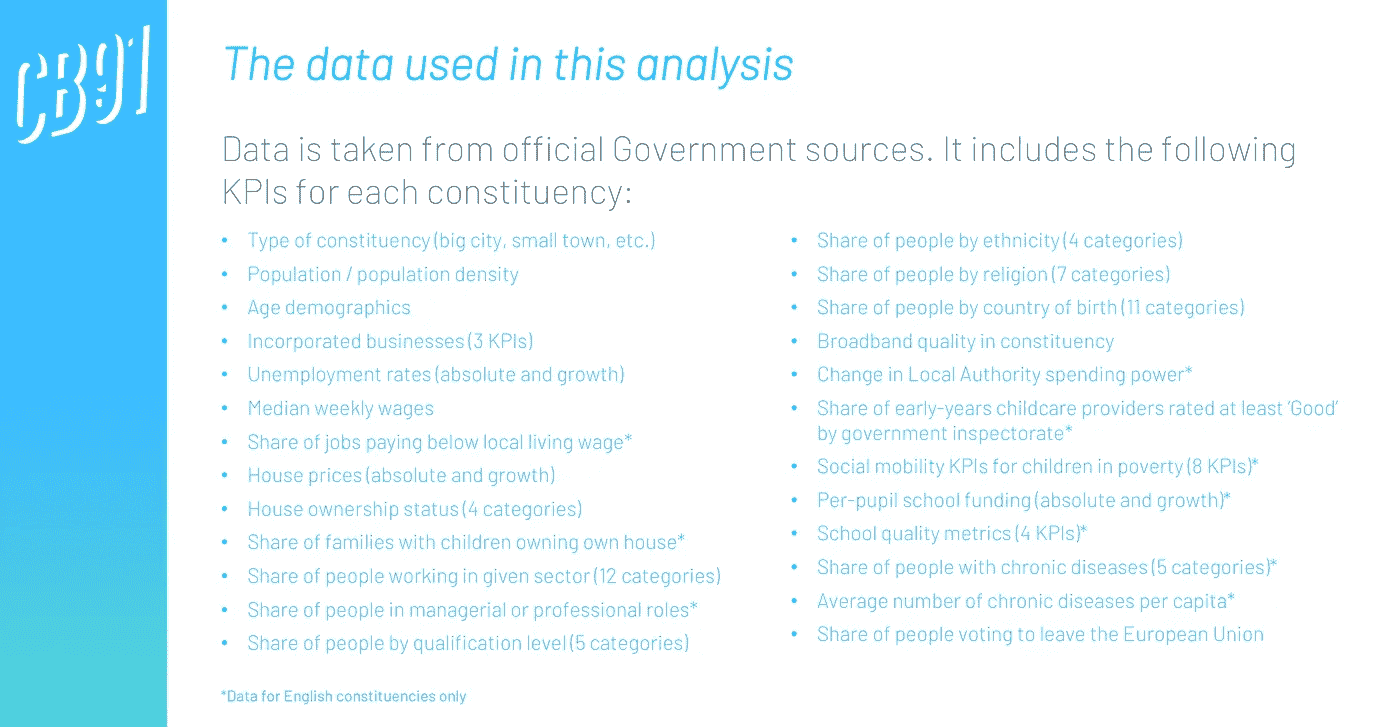 CB91
The data used in this analysis
Data is taken from official Government sources. It includes the following
KPIs for each constituency:
• Type of constituency (big city, small town, etc.)
• Population / population density
• Age demographics
• Incorporated businesses (3 KPIs)
• Unemployment rates (absolute and growth)
• Median weekly wages
• Share of jobs paying below local living wage*
• House prices (absolute and growth)
• House ownership status (4 categories)
• Share of families with children owning own house*
• Share of people working in given sector (12 categories)
• Share of people in managerial or professional roles*
• Share of people by qualification level (5 categories)
• Share of people by ethnicity (4 categories)
• Share of people by religion (7 categories)
• Share of people by country of birth (11 categories)
• Broadband quality in constituency
• Change in Local Authority spending power*
• Share of early-years childcare providers rated at least ‘Good’
by government inspectorate*
• Social mobility KPIs for children in poverty (8 KPIs)*
• Per-pupil school funding (absolute and growth)*
• School quality metrics (4 KPIs)*
• Share of people with chronic diseases (5 categories)*
• Average number of chronic diseases per capita*
• Share of people voting to leave the European Union
*Data for English constituencies only